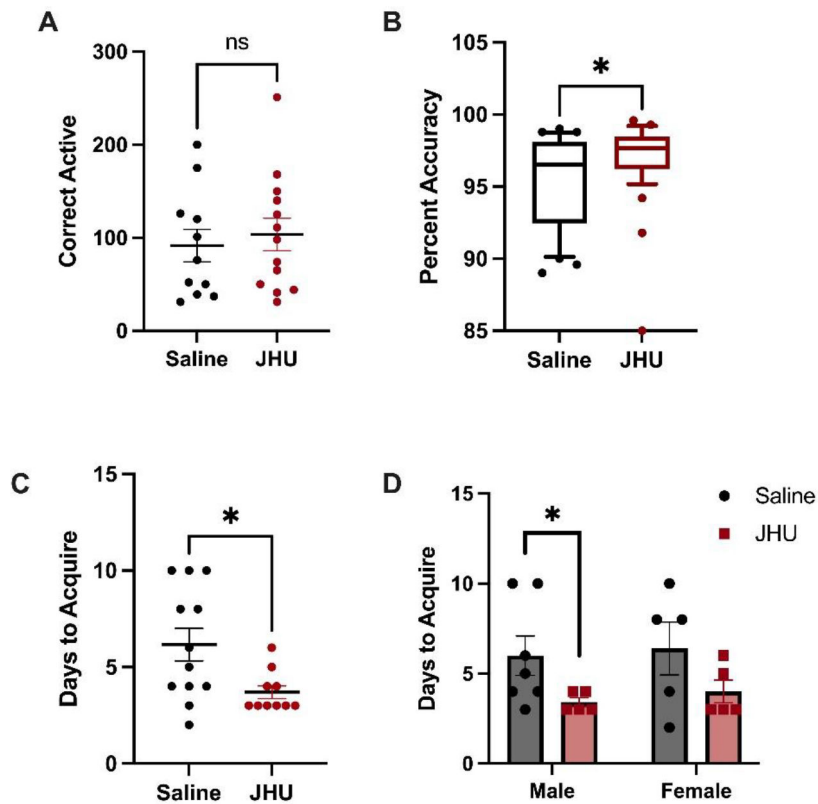 A
ns
300
200
100
0
Correct Active
Saline JHU
B
*
105
100
95
90
85
Percent Accuracy
Saline JHU
C
*
15
10
5
0
Days to Acquire
Saline JHU
D
*
15
10
5
0
Days to Acquire
Male Female
Saline
JHU